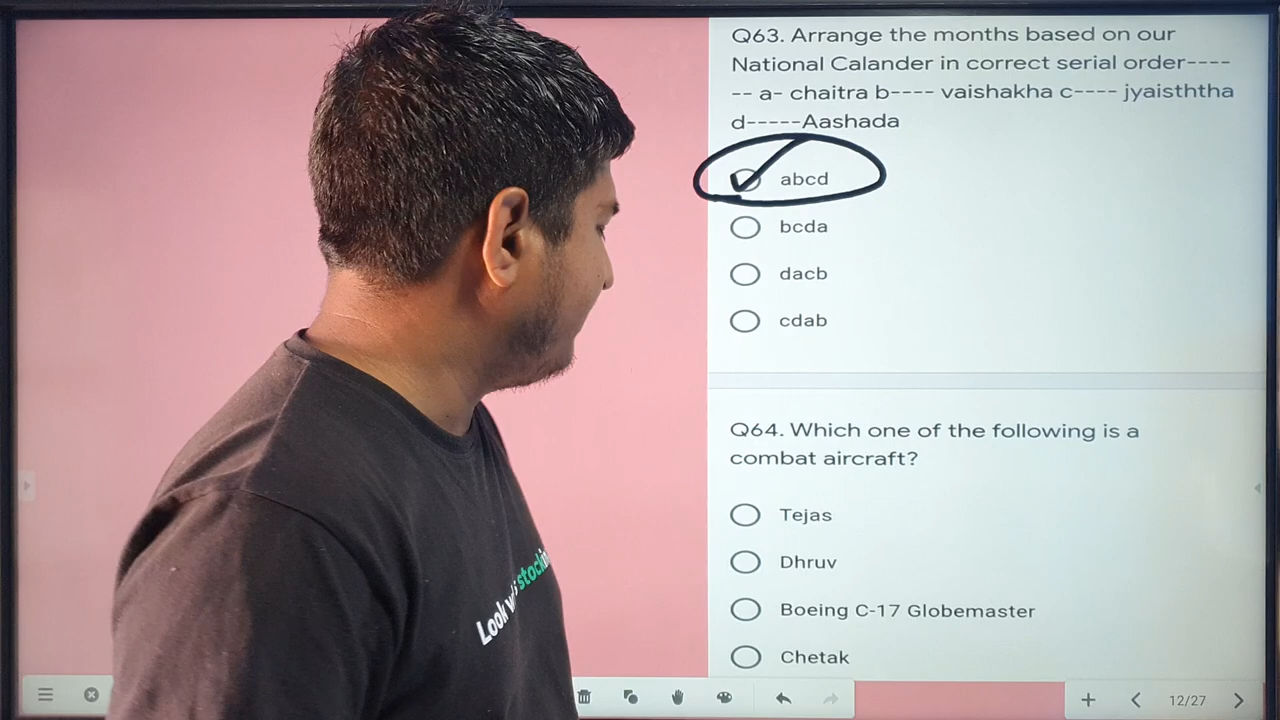 Q63. Arrange the months based on our
National Calander in correct serial order----
-- a- chaitra b---- vaishakha c---- jyaisththa
d-----Aashada
abcd
bcda
dacb
cdab
Q64. Which one of the following is a
combat aircraft?
Tejas
Dhruv
Boeing C-17 Globemaster
Chetak
Look
12/27